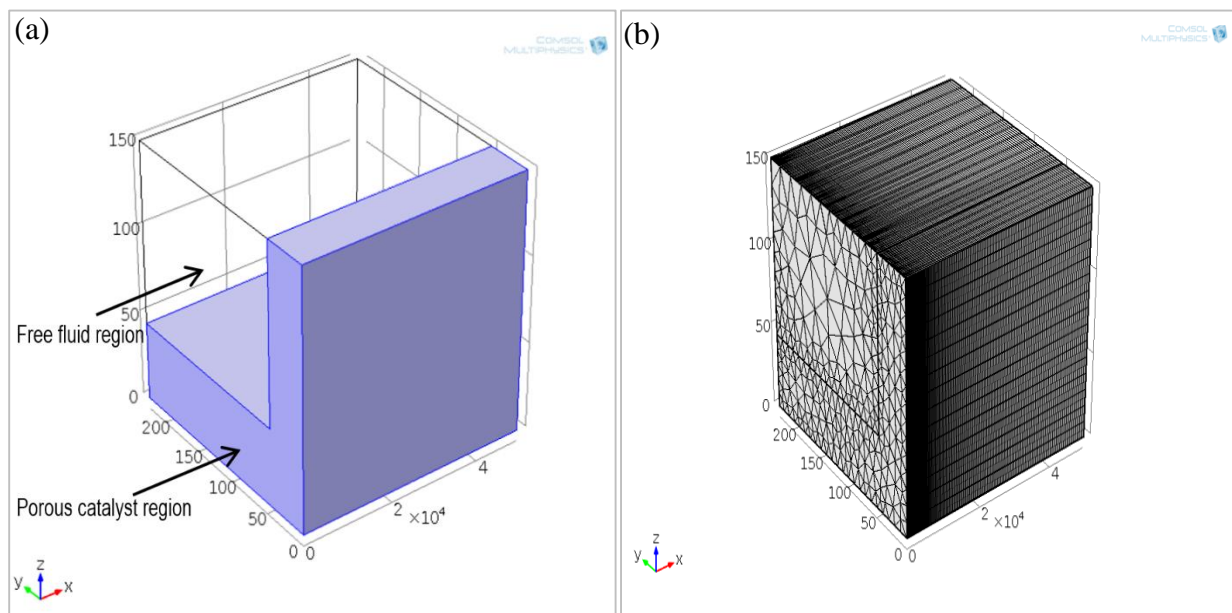 (a)
COMSOL
MULTIPHYSICS
150
100
50
0
Free fluid region
Porous catalyst region
200
150
100
50
0
0
2
4
×10⁴
y
z
x
(b)
COMSOL
MULTIPHYSICS
150
100
50
0
200
150
100
50
0
0
2
4
×10⁴
y
z
x